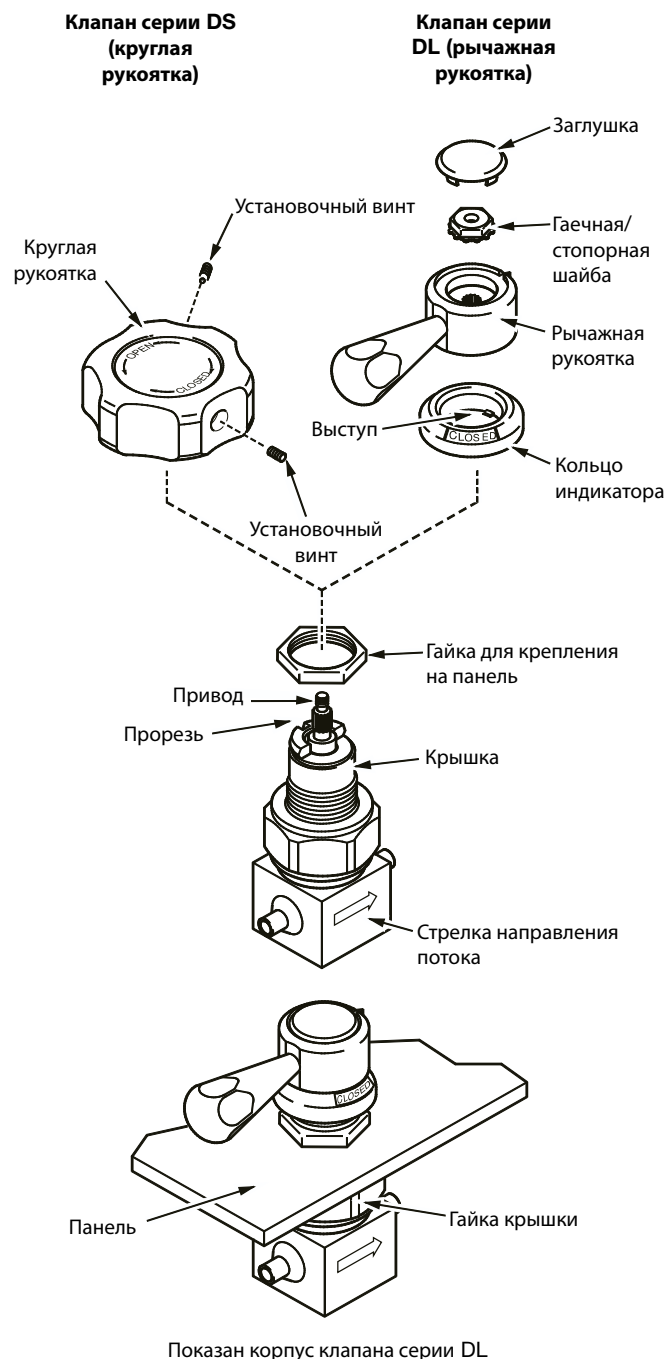 Клапан серии DS
(круглая
рукоятка)
Клапан серии
DL (рычажная
рукоятка)
Заглушка
Установочный винт
Гаечная/
стопорная
шайба
Круглая
рукоятка
OPEN
CLOSED
Рычажная
рукоятка
Выступ
CLOSED
Кольцо
индикатора
Установочный
винт
Гайка для крепления
на панель
Привод
Прорезь
Крышка
Стрелка направления
потока
CLOSED
Панель
Гайка крышки
Показан корпус клапана серии DL